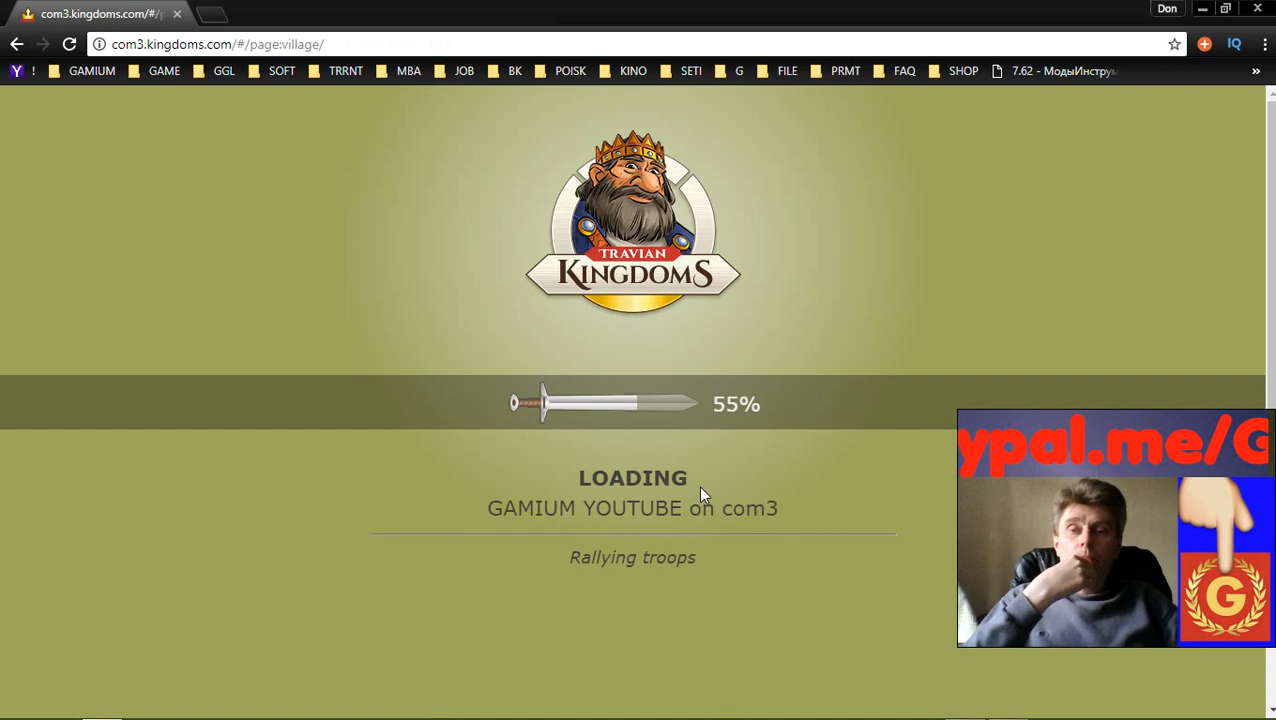 com3.kingdoms.com/#/p
Don
com3.kingdoms.com/#/page:village/
Y ! GAMIUM GAME GGL SOFT TRRNT MBA JOB BK POISK KINO SETI G FILE PRMT FAQ SHOP 7.62 - МодыИнструм »
IQ
TRAVIAN
KINGDOMS
55%
LOADING
GAMIUM YOUTUBE on com3
Rallying troops
ypal.me/G
G